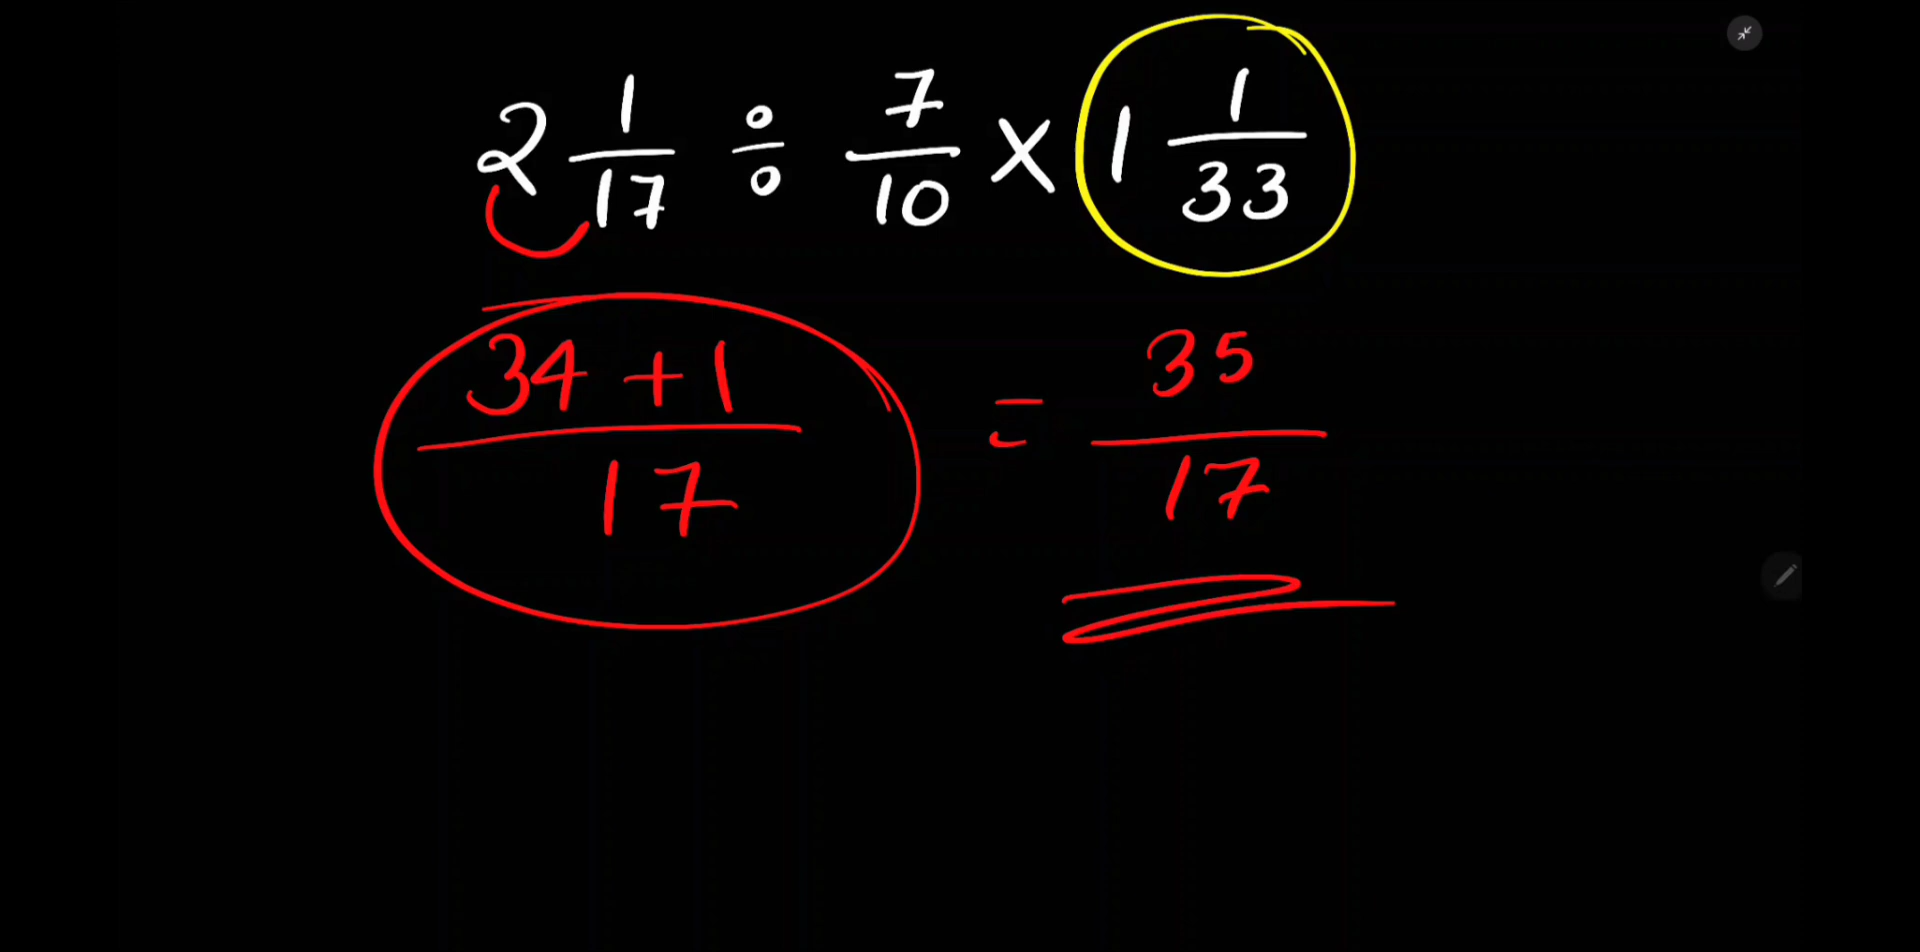 2 1/17 ÷ 7/10 × 1 1/33
34 + 1 / 17 = 35/17